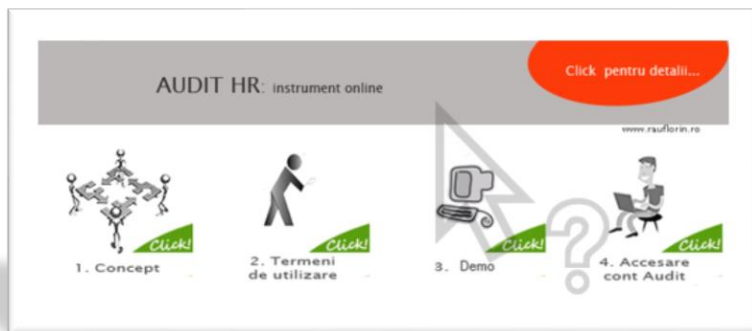 AUDIT HR: instrument online
Click pentru detalii...
www.rauflorin.ro
Click!
1. Concept
Click!
2. Termeni
de utilizare
Click!
3. Demo
Click!
4. Accesare
cont Audit